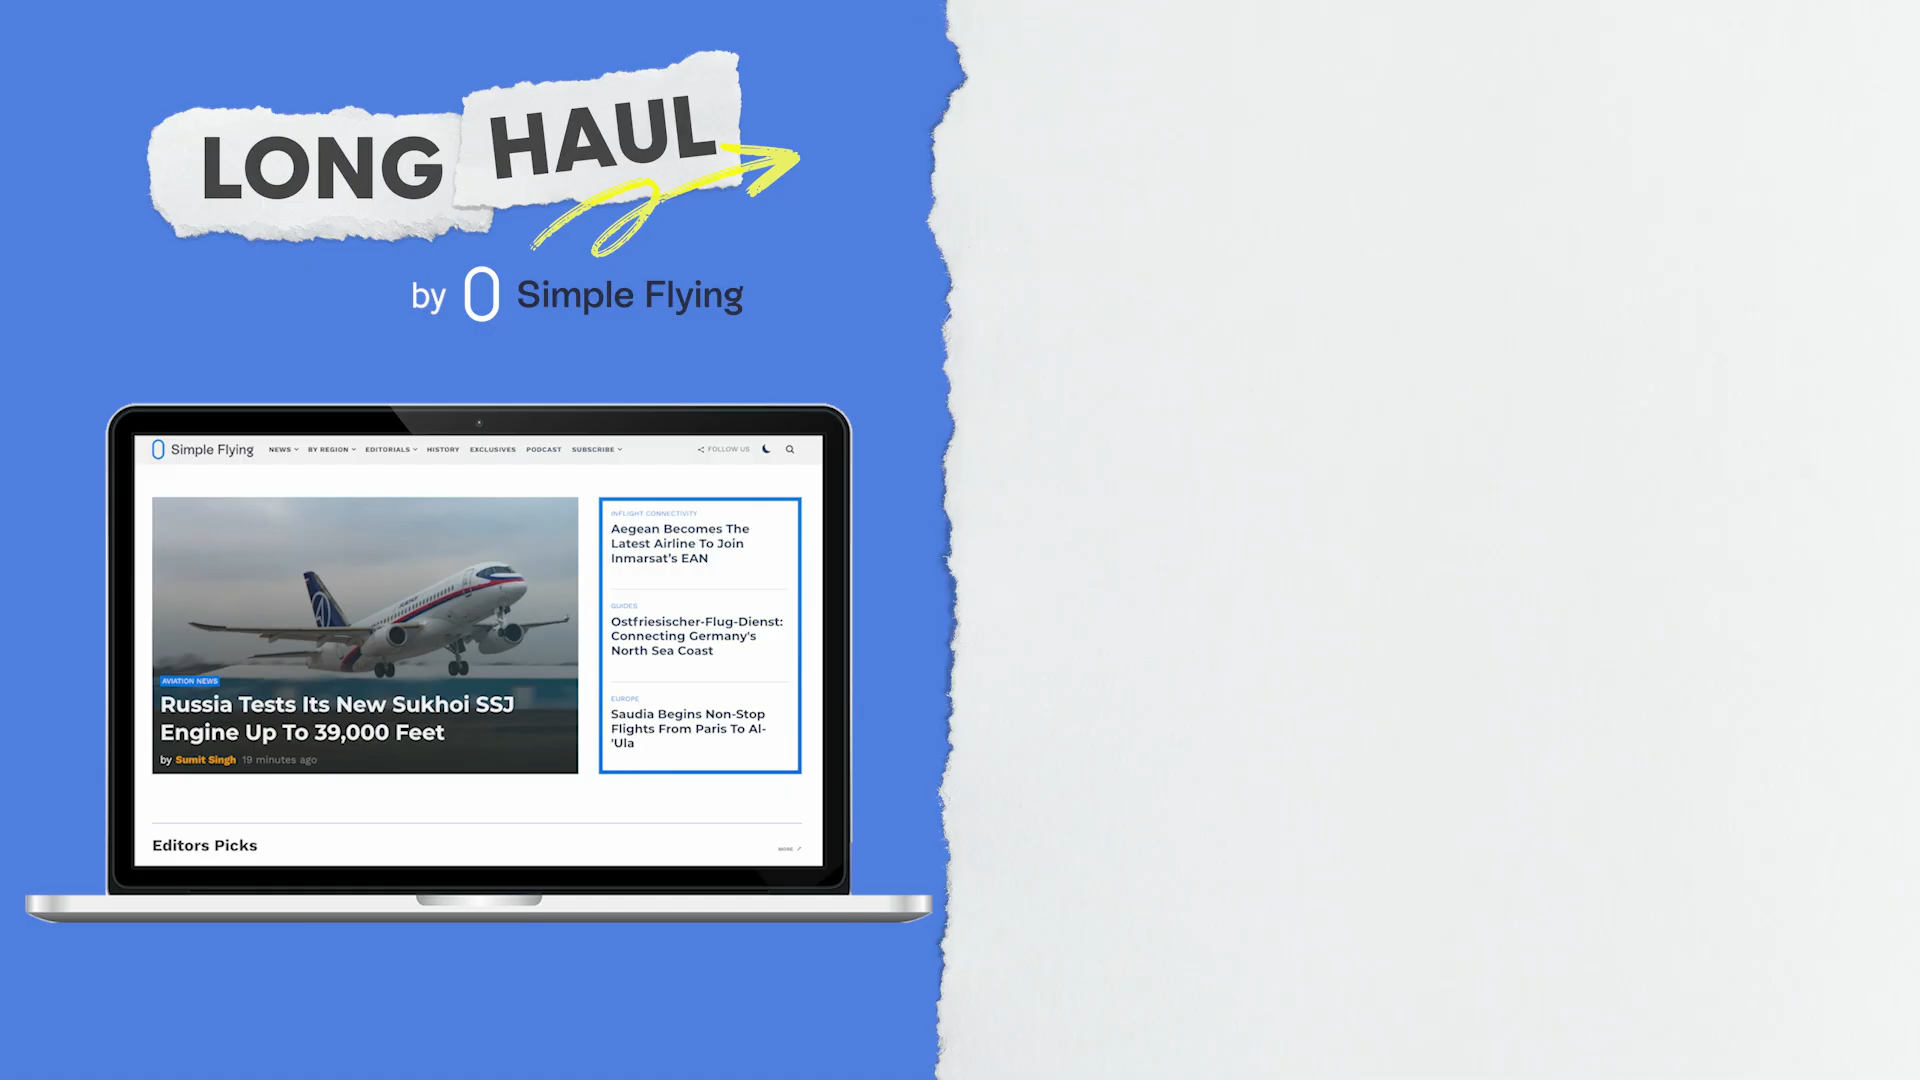 LONG HAUL
by Simple Flying
Simple Flying NEWS BY REGION EDITORIALS HISTORY EXCLUSIVES PODCAST SUBSCRIBE FOLLOW US
AVIATION NEWS
Russia Tests Its New Sukhoi SSJ
Engine Up To 39,000 Feet
by Sumit Singh 19 minutes ago
INFLIGHT CONNECTIVITY
Aegean Becomes The
Latest Airline To Join
Inmarsat's EAN
GUIDES
Ostfriesischer-Flug-Dienst:
Connecting Germany's
North Sea Coast
EUROPE
Saudia Begins Non-Stop
Flights From Paris To Al-
'Ula
Editors Picks
MORE